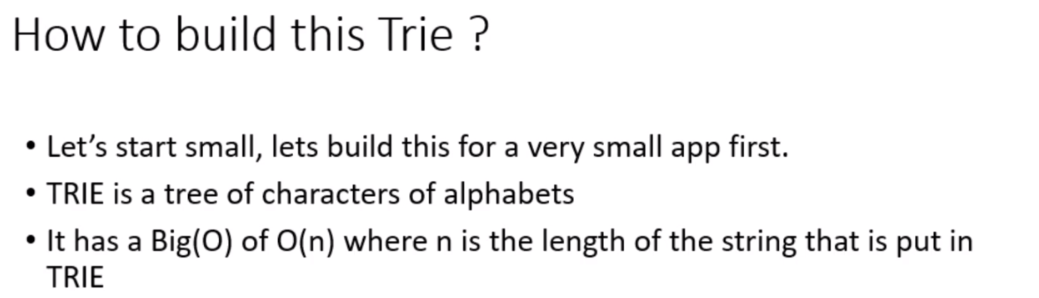 How to build this Trie ?
• Let’s start small, lets build this for a very small app first.
• TRIE is a tree of characters of alphabets
• It has a Big(O) of O(n) where n is the length of the string that is put in
TRIE